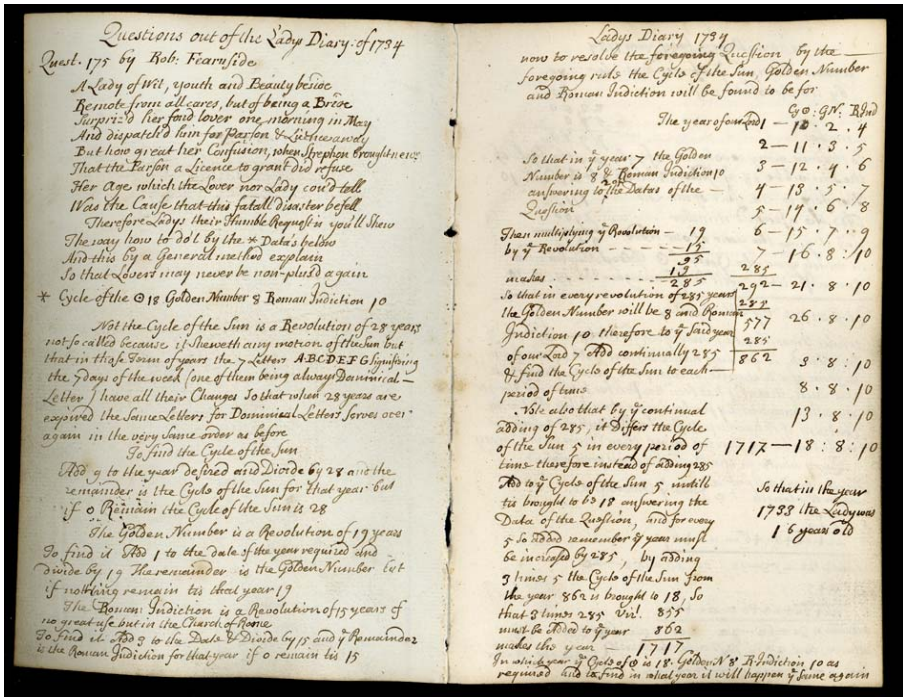 Questions out of the Ladys Diary: of 1734
Quest. 175 by Rob: Fearnside
A Lady of Wit, youth and Beauty beside
Remote from all cares, but of being a Bride
Surpriz'd her fond lover one morning in May
And dispatch'd him for Parson & Licence away
But how great her Confusion, when Strephon brought news
That the Parson a Licence to grant did refuse
Her Age which the Lover nor Lady could tell
Was the Cause that this fatall disaster befell
Therefore Ladys their Humble Request is you'll shew
The way how to do't by the * Data's below
And this by a General method explain
So that Lovers may never be non-plus'd again
* Cycle of the ☉ 18 Golden Number 8 Roman Indiction 10
Not the Cycle of the Sun is a Revolution of 28 years
not so called because it sheweth any motion of the Sun but
that in those Term of years the 7 Letters A B C D E F G signifying
the 7 days of the week (one of them being always Dominical
Letter) have all their Changes So that when 28 years are
expired the Same Letters for Dominical Letters serves over
again in the very Same order as before
To find the Cycle of the Sun
Add 9 to the year desired and Divide by 28 and the
remainder is the Cycle of the Sun for that year but
if 0 Remain the Cycle of the Sun is 28
The Golden Number is a Revolution of 19 years
To find it Add 1 to the date of the year required and
divide by 19 The remainder is the Golden Number but
if nothing remain tis that year 19
The Roman Indiction is a Revolution of 15 years of
no great use but in the Church of Rome
To find it Add 9 to the Date & Divide by 15 and ye Remainder
is the Roman Indiction for that year if 0 remain tis 15
Ladys Diary 1734
now to resolve the foregoing Question by the
foregoing rule the Cycle of the Sun, Golden Number
and Roman Indiction will be found to be for
C☉: GN: RInd
The year of our Lord 1 — 10 . 2 . 4
2 — 11 . 3 . 5
So that in ye year 7 the Golden
Number is 8 & Roman Indiction 10
3 — 12 . 4 . 6
answering to the Datas of the —
4 — 13 . 5 . 7
Question
5 — 14 . 6 . 8
Then multiplying ye Revolution — 19
6 — 15 . 7 . 9
by ye Revolution — 15
7 — 16 . 8 : 10
95
19
makes 285
285
292 — 21 . 8 . 10
So that in every revolution of 285 years
285
the Golden Number will be 8 and Roman
577 26 . 8 . 10
Indiction 10 therefore to ye said year
285
of our Lord 7 Add continually 285
862 3 . 8 : 10
& find the Cycle of the Sun to each
period of time
8 . 8 . 10
Note also that by ye continual
13 . 8 . 10
adding of 285, it Differs the Cycle
of the Sun 5 in every period of
1717 — 18 : 8 : 10
time therefore instead of adding 285
Add to ye Cycle of the Sun 5 untill
So that in the year
tis brought to be 18 answering the
1733 the Lady was
Data of the Question, and for every
16 years old
5 So added remember ye year must
be increased by 285, by adding
3 times 5 the Cycle of the Sun from
the year 862 is brought to 18, So
that 3 times 285 Viz! 855
must be Added to ye year 862
makes the year — 1717
In which year ye Cycle of ☉ is 18. Golden N 8 R. Indiction 10 as
required and to find in what year it will happen ye Same again